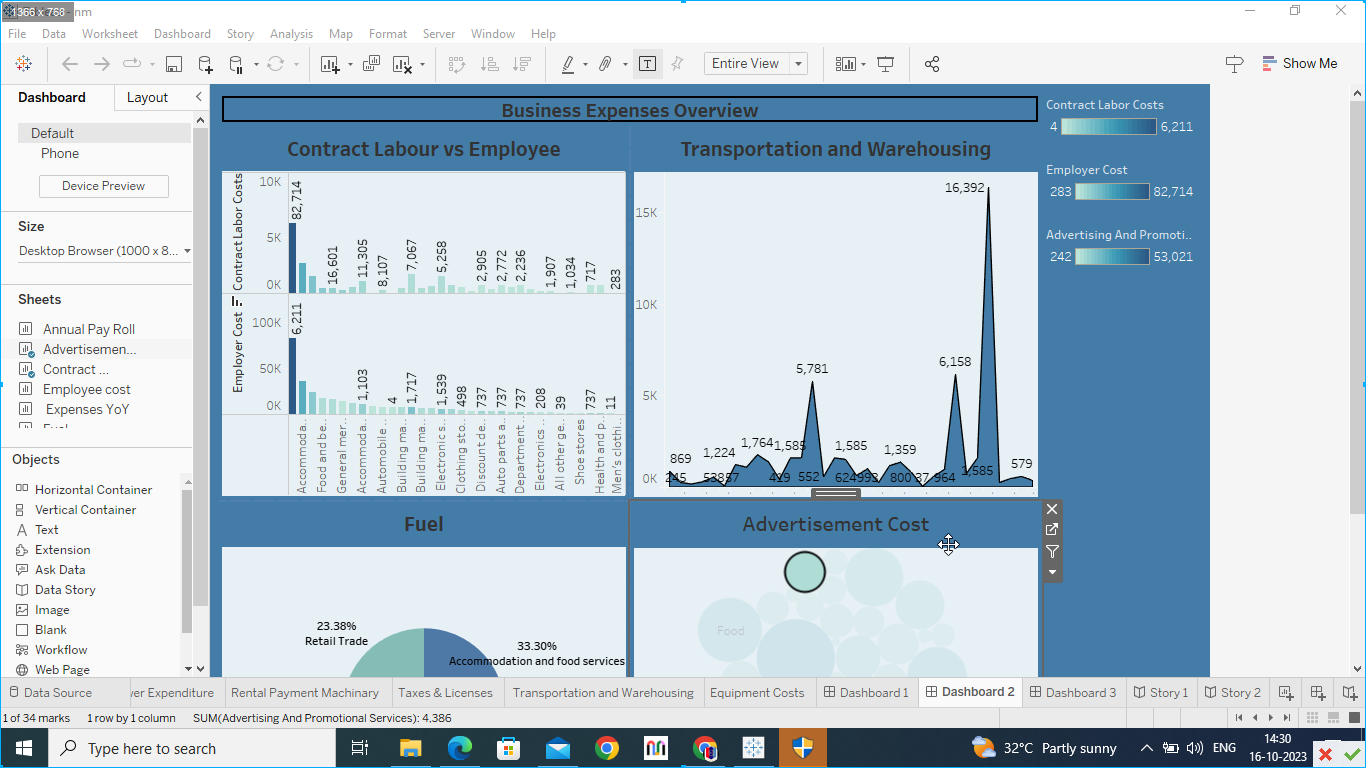 1366 x 768
nm
File Data Worksheet Dashboard Story Analysis Map Format Server Window Help
Entire View
Show Me
Dashboard Layout
Default
Phone
Device Preview
Size
Desktop Browser (1000 x 8...
Sheets
Annual Pay Roll
Advertisemen...
Contract ...
Employee cost
Expenses YoY
Objects
Horizontal Container
Vertical Container
Text
Extension
Ask Data
Data Story
Image
Blank
Workflow
Web Page
Business Expenses Overview
Contract Labour vs Employee
Contract Labor Costs
10K
5K
0K
82,714
16,601
11,305
8,107
7,067
5,258
2,905
2,772
2,236
1,907
1,034
717
283
Employer Cost
100K
50K
0K
6,211
1,103
4
1,717
1,539
498
737
737
737
208
39
737
11
Accommoda..
Food and be..
General mer..
Accommoda..
Automobile ..
Building ma..
Building ma..
Electronic s..
Clothing sto..
Discount de..
Auto parts a..
Department..
Electronics ..
All other ge..
Shoe stores
Health and p..
Men's clothi..
Transportation and Warehousing
15K
10K
5K
0K
16,392
6,158
5,781
869
1,224
1,764
1,585
1,585
1,359
1,585
579
245
419
552
800
37
964
Contract Labor Costs
4 6,211
Employer Cost
283 82,714
Advertising And Promoti..
242 53,021
Fuel
23.38%
Retail Trade
33.30%
Accommodation and food services
Advertisement Cost
Food
Data Source
er Expenditure
Rental Payment Machinary
Taxes & Licenses
Transportation and Warehousing
Equipment Costs
Dashboard 1
Dashboard 2
Dashboard 3
Story 1
Story 2
1 of 34 marks 1 row by 1 column SUM(Advertising And Promotional Services): 4,386
Type here to search
32°C Partly sunny
ENG
14:30
16-10-2023